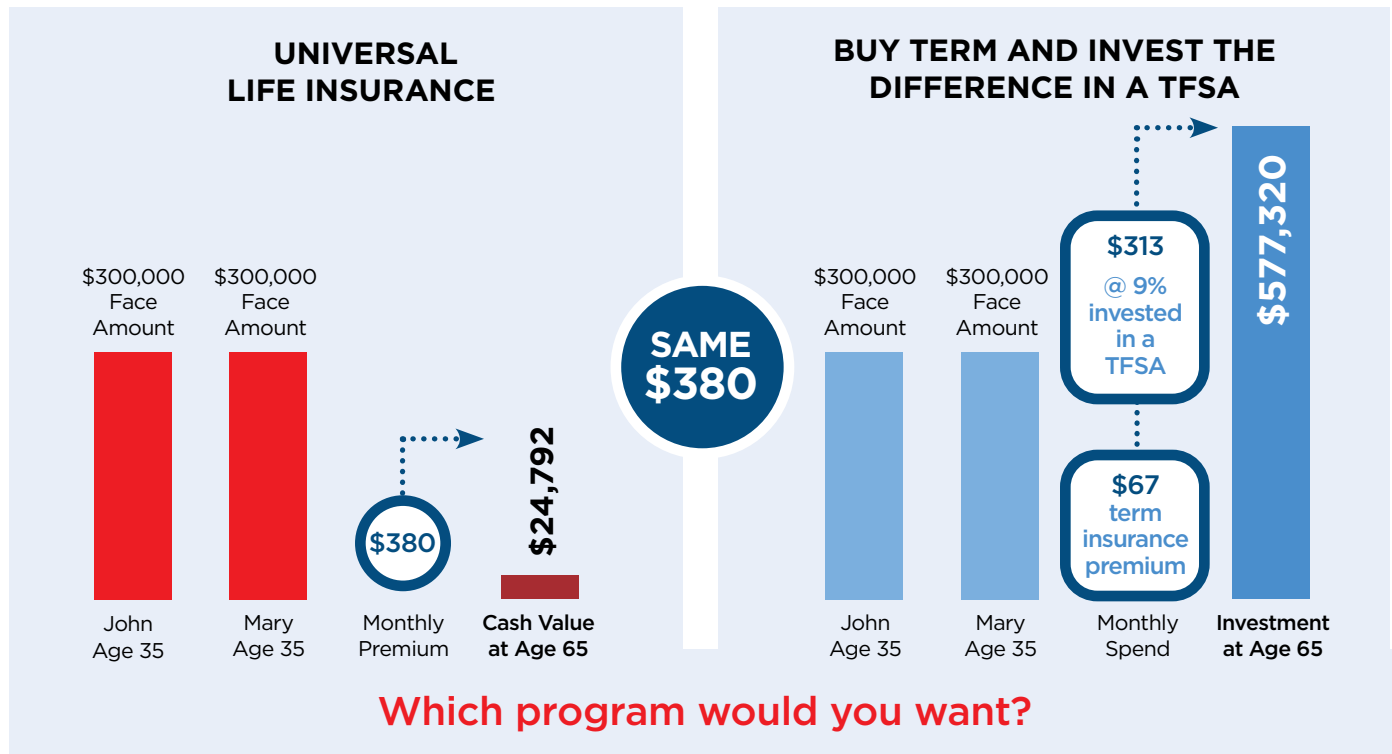 UNIVERSAL
LIFE INSURANCE
$300,000
Face
Amount
$300,000
Face
Amount
$380
$24,792
John
Age 35
Mary
Age 35
Monthly
Premium
Cash Value
at Age 65
SAME
$380
BUY TERM AND INVEST THE
DIFFERENCE IN A TFSA
$300,000
Face
Amount
$300,000
Face
Amount
$313
@ 9%
invested
in a
TFSA
$67
term
insurance
premium
$577,320
John
Age 35
Mary
Age 35
Monthly
Spend
Investment
at Age 65
Which program would you want?